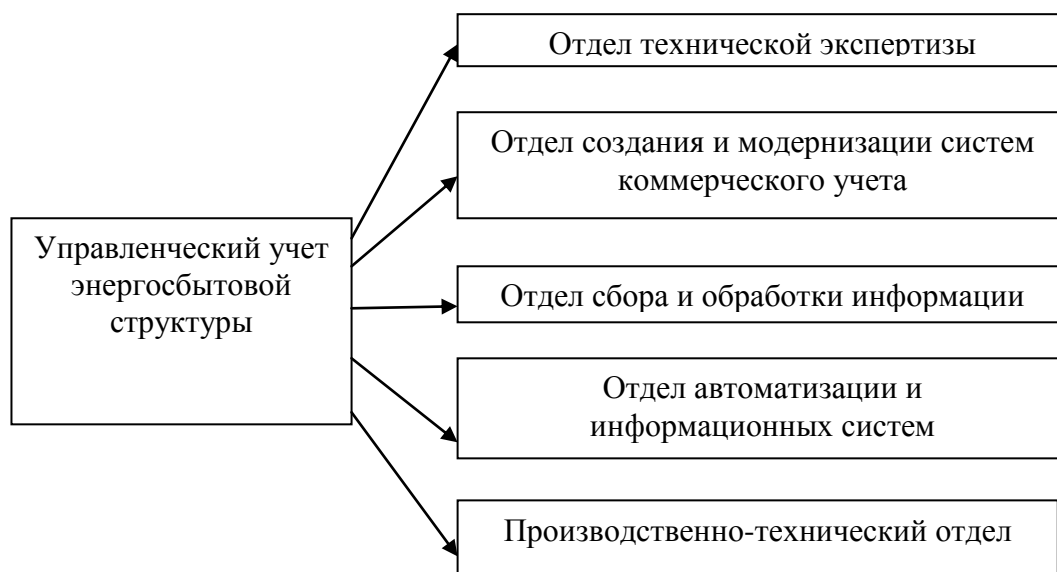 Отдел технической экспертизы
Отдел создания и модернизации систем
коммерческого учета
Управленческий учет
энергосбытовой
структуры
Отдел сбора и обработки информации
Отдел автоматизации и
информационных систем
Производственно-технический отдел